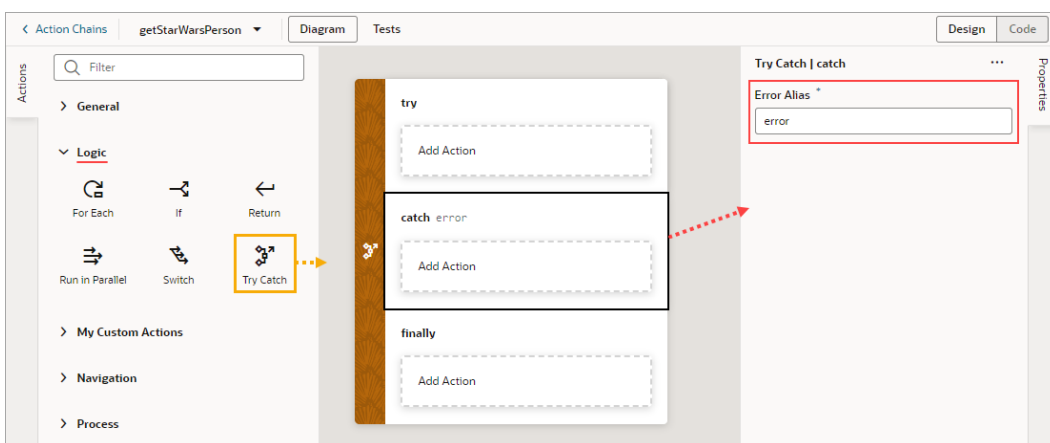 Action Chains
getStarWarsPerson
Diagram
Tests
Design
Code
Actions
Filter
General
Logic
For Each
If
Return
Run in Parallel
Switch
Try Catch
My Custom Actions
Navigation
Process
try
Add Action
catch error
Add Action
finally
Add Action
Try Catch | catch
Error Alias *
error
Properties